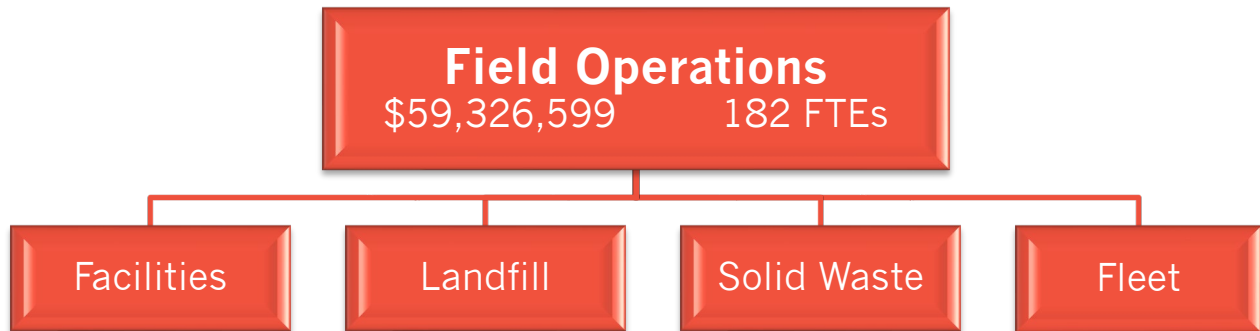 Field Operations
$59,326,599 182 FTEs
Facilities
Landfill
Solid Waste
Fleet